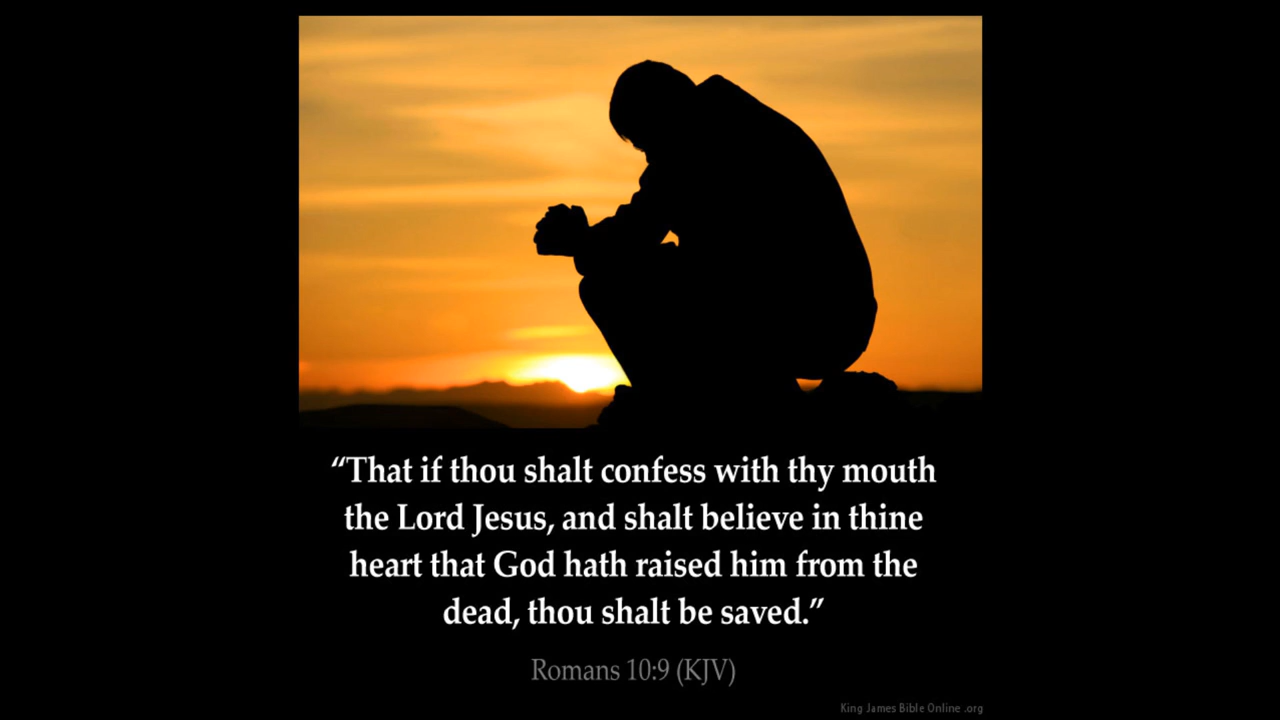 “That if thou shalt confess with thy mouth
the Lord Jesus, and shalt believe in thine
heart that God hath raised him from the
dead, thou shalt be saved.”
Romans 10:9 (KJV)
King James Bible Online .org